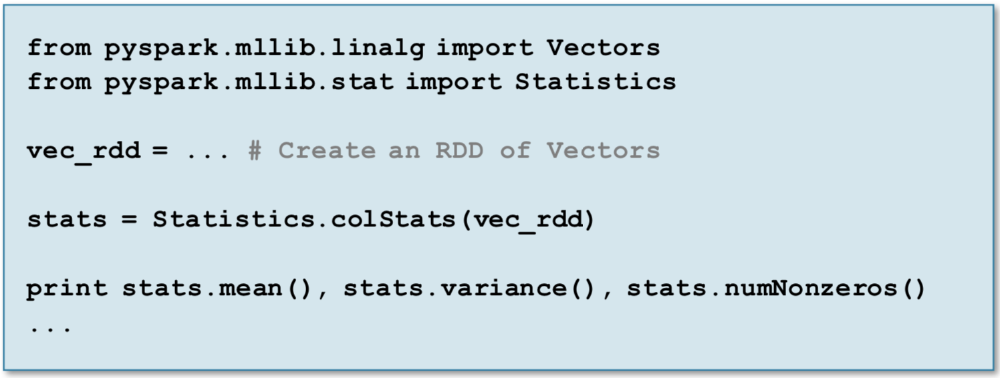 from pyspark.mllib.linalg import Vectors
from pyspark.mllib.stat import Statistics
vec_rdd = ... # Create an RDD of Vectors
stats = Statistics.colStats(vec_rdd)
print stats.mean(), stats.variance(), stats.numNonzeros()
...